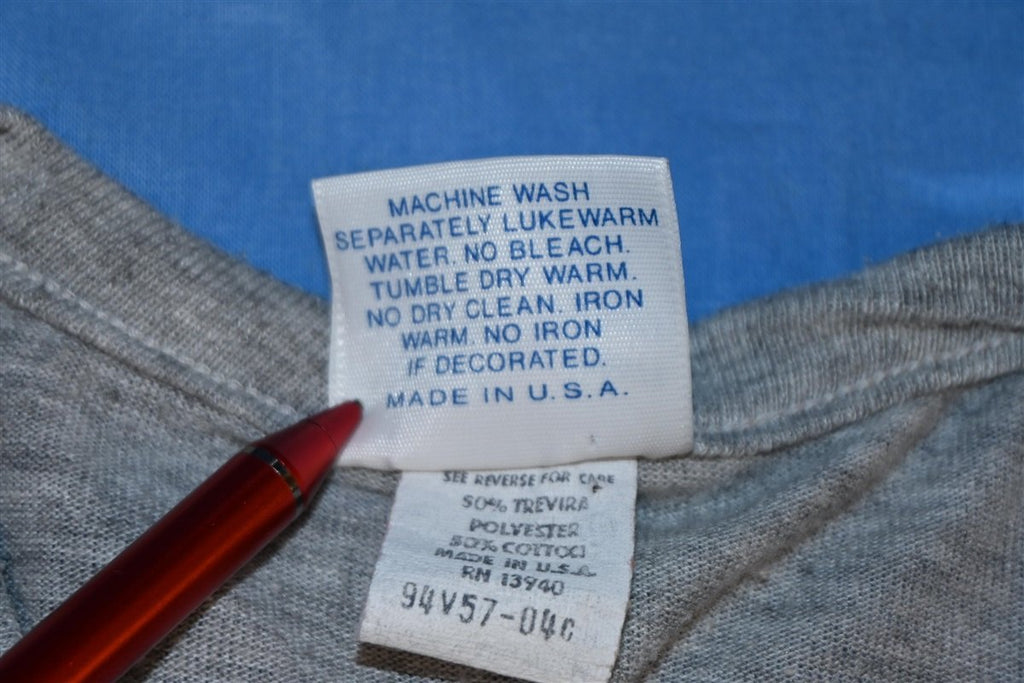 MACHINE WASH
SEPARATELY LUKEWARM
WATER. NO BLEACH.
TUMBLE DRY WARM.
NO DRY CLEAN. IRON
WARM. NO IRON
IF DECORATED.
MADE IN U.S.A.
SEE REVERSE FOR CARE
50% TREVIRA
POLYESTER
50% COTTON
MADE IN U.S.A.
RN 13940
94V57-04C